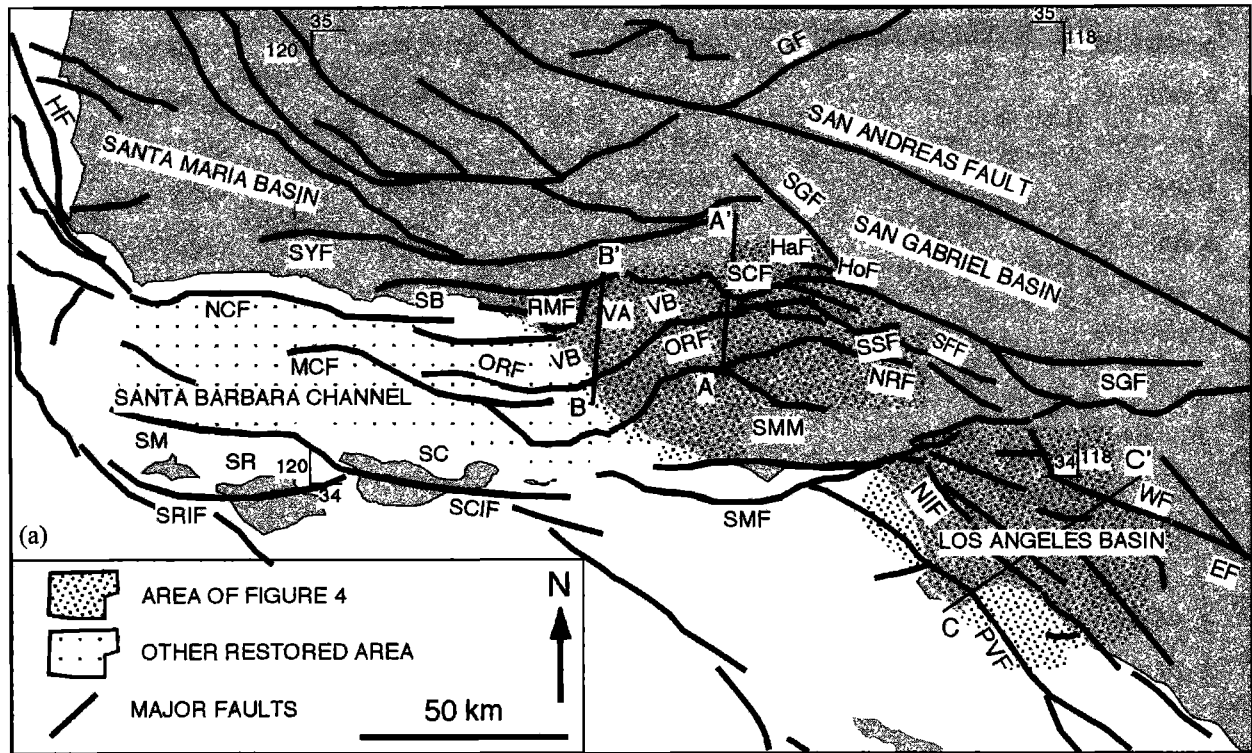 35
120
GF
35
118
HF
SANTA MARIA BASIN
SAN ANDREAS FAULT
SGF
SAN GABRIEL BASIN
A'
HaF
HoF
SYF
B'
SCF
SB
RMF
VA
VB
NCF
ORF
VB
ORF
SSF
SFF
MCF
NRF
SGF
SANTA BARBARA CHANNEL
B
A
SMM
SM
SR
120
34
SC
34
118
C'
WF
SRIF
SCIF
SMF
NIF
LOS ANGELES BASIN
EF
(a)
C
PVF
AREA OF FIGURE 4
OTHER RESTORED AREA
MAJOR FAULTS
N
50 km